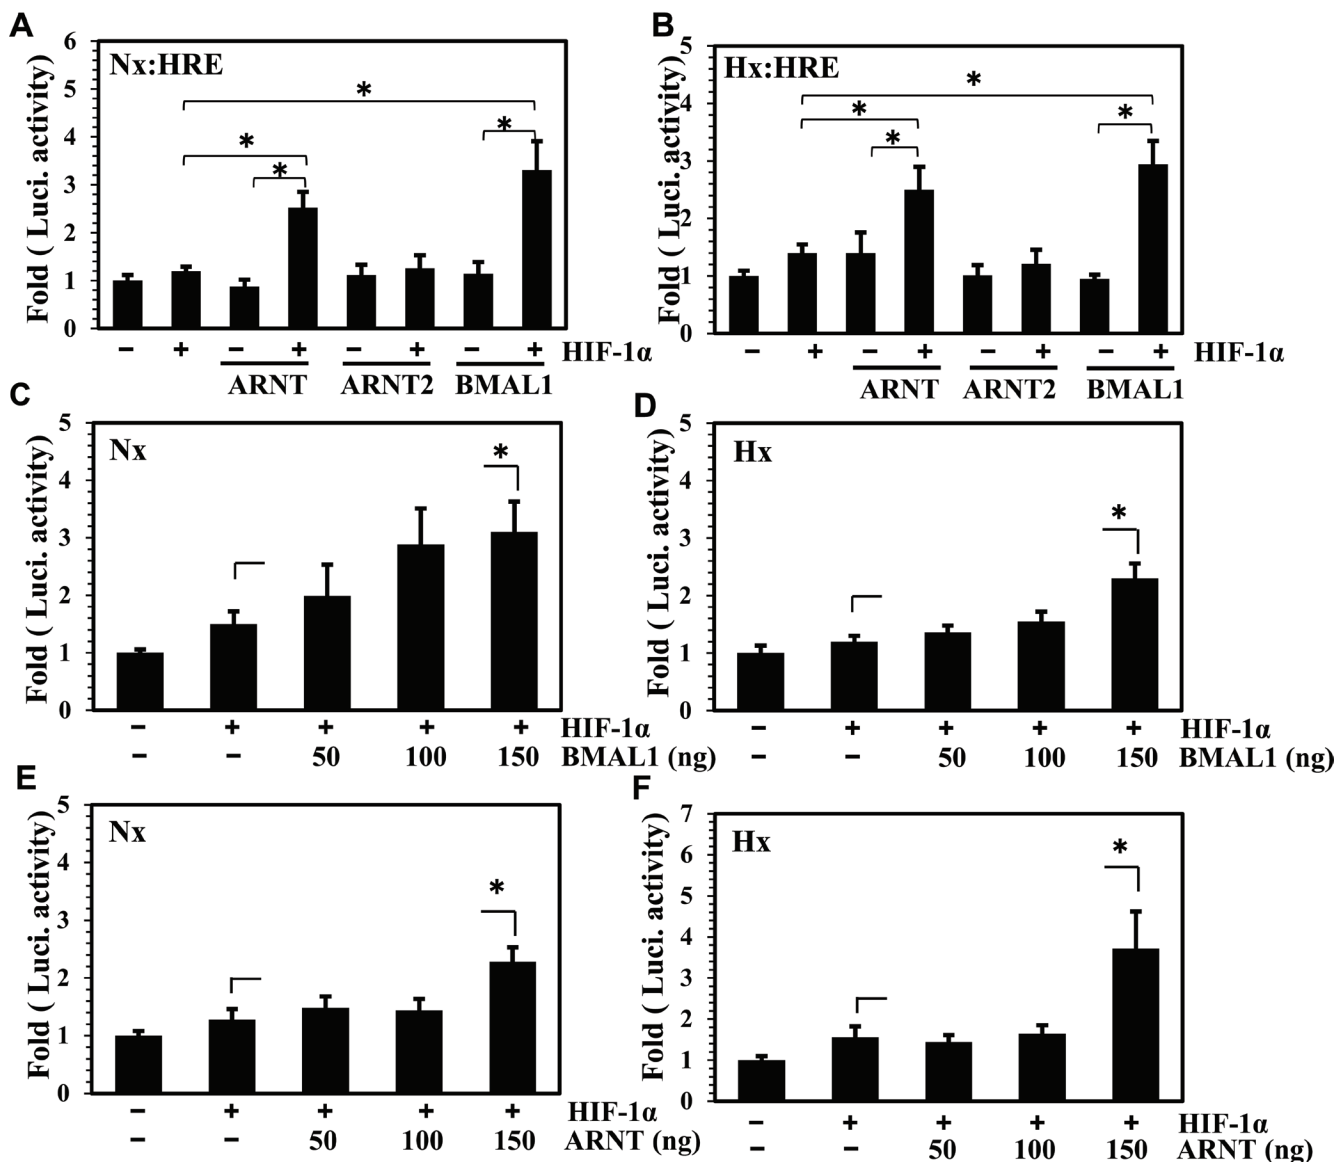 A
B
Fold ( Luci. activity)
6
5
4
3
2
1
0
Nx:HRE
*
*
*
*
− + − + − + − + HIF-1α
ARNT ARNT2 BMAL1
Fold ( Luci. activity)
5
4
3
2
1
0
Hx:HRE
*
*
*
*
− + − + − + − + HIF-1α
ARNT ARNT2 BMAL1
C
Fold ( Luci. activity)
5
4
3
2
1
0
Nx
*
− + + + + HIF-1α
− − 50 100 150 BMAL1 (ng)
D
Fold ( Luci. activity)
5
4
3
2
1
0
Hx
*
− + + + + HIF-1α
− − 50 100 150 BMAL1 (ng)
E
Fold ( Luci. activity)
5
4
3
2
1
0
Nx
*
− + + + + HIF-1α
− − 50 100 150 ARNT (ng)
F
Fold ( Luci. activity)
7
6
5
4
3
2
1
0
Hx
*
− + + + + HIF-1α
− − 50 100 150 ARNT (ng)